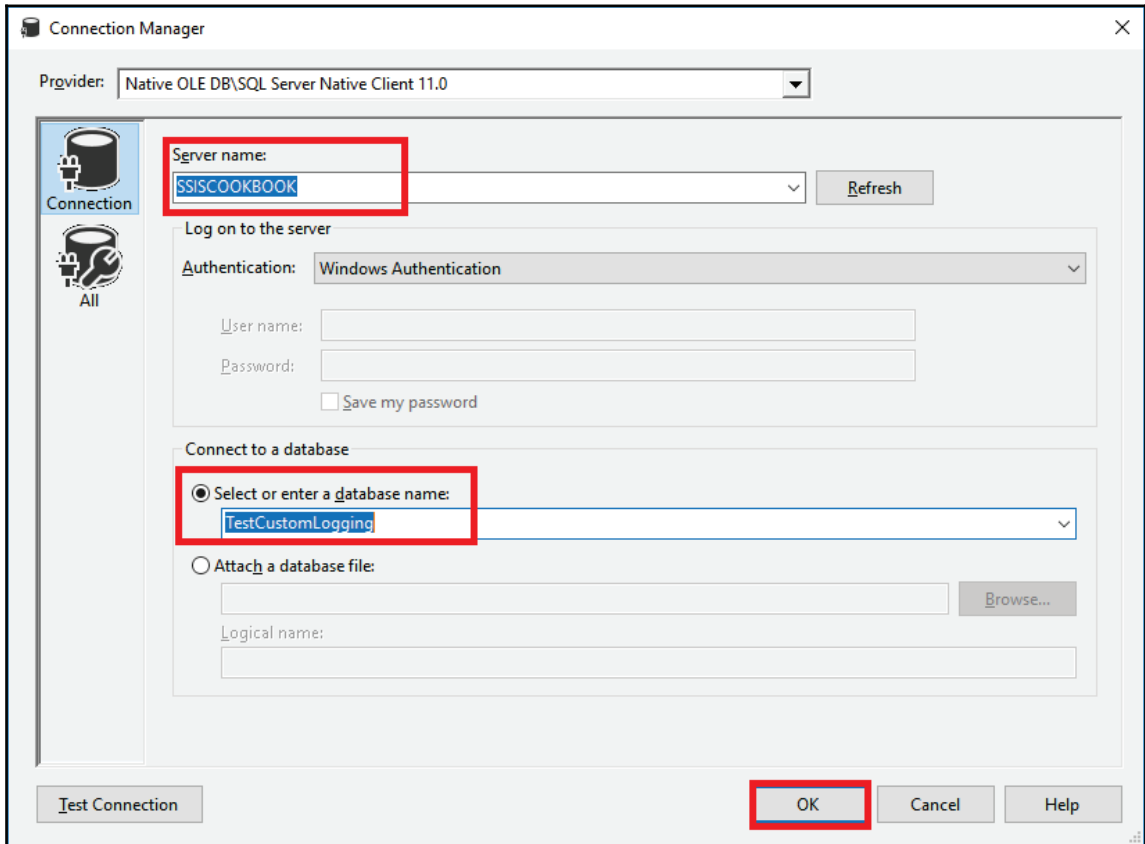 Connection Manager
Provider: Native OLE DB\SQL Server Native Client 11.0
Connection
All
Server name:
SSISCOOKBOOK
Refresh
Log on to the server
Authentication: Windows Authentication
User name:
Password:
Save my password
Connect to a database
Select or enter a database name:
TestCustomLogging
Attach a database file:
Browse...
Logical name:
Test Connection OK Cancel Help